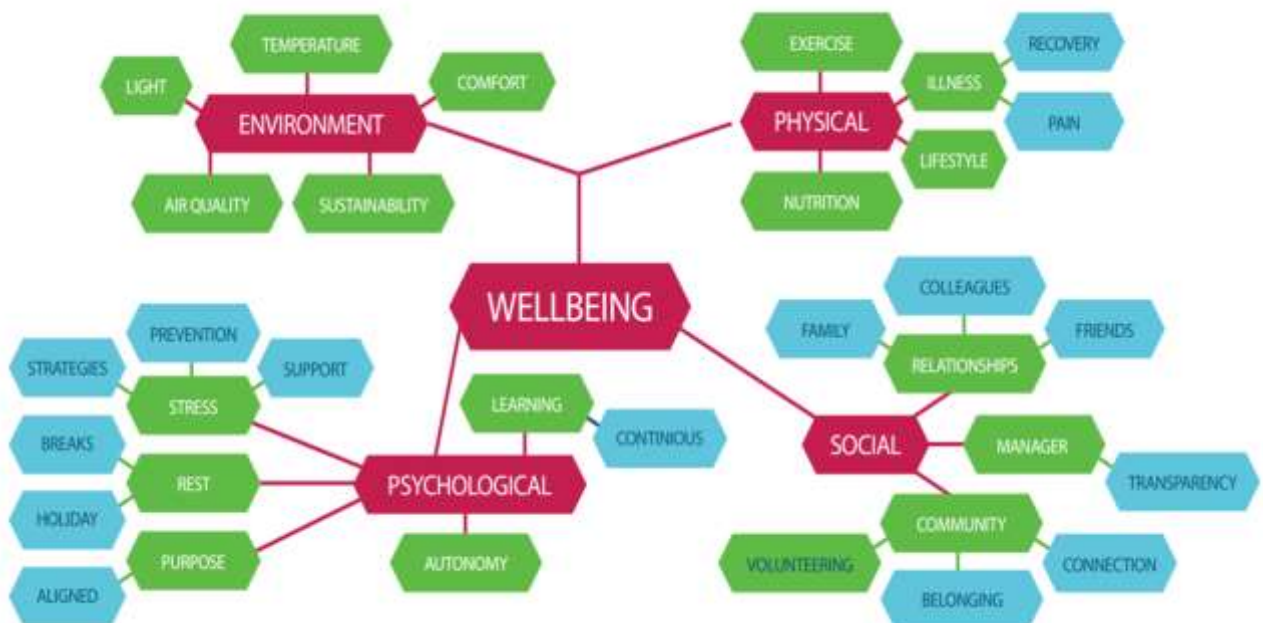 TEMPERATURE
LIGHT
COMFORT
ENVIRONMENT
AIR QUALITY
SUSTAINABILITY
EXERCISE
RECOVERY
ILLNESS
PHYSICAL
PAIN
LIFESTYLE
NUTRITION
WELLBEING
PREVENTION
STRATEGIES
SUPPORT
STRESS
BREAKS
REST
HOLIDAY
PURPOSE
ALIGNED
LEARNING
CONTINIOUS
PSYCHOLOGICAL
AUTONOMY
COLLEAGUES
FAMILY
FRIENDS
RELATIONSHIPS
SOCIAL
MANAGER
TRANSPARENCY
COMMUNITY
VOLUNTEERING
CONNECTION
BELONGING